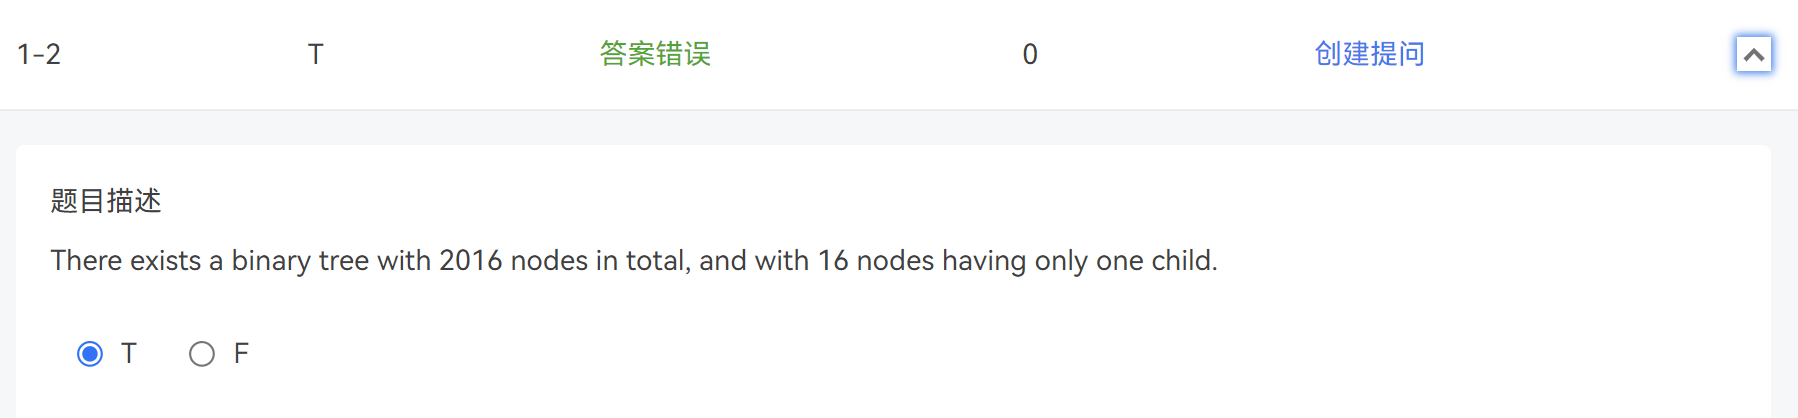 1-2 T 答案错误 0 创建提问
题目描述
There exists a binary tree with 2016 nodes in total, and with 16 nodes having only one child.
T F